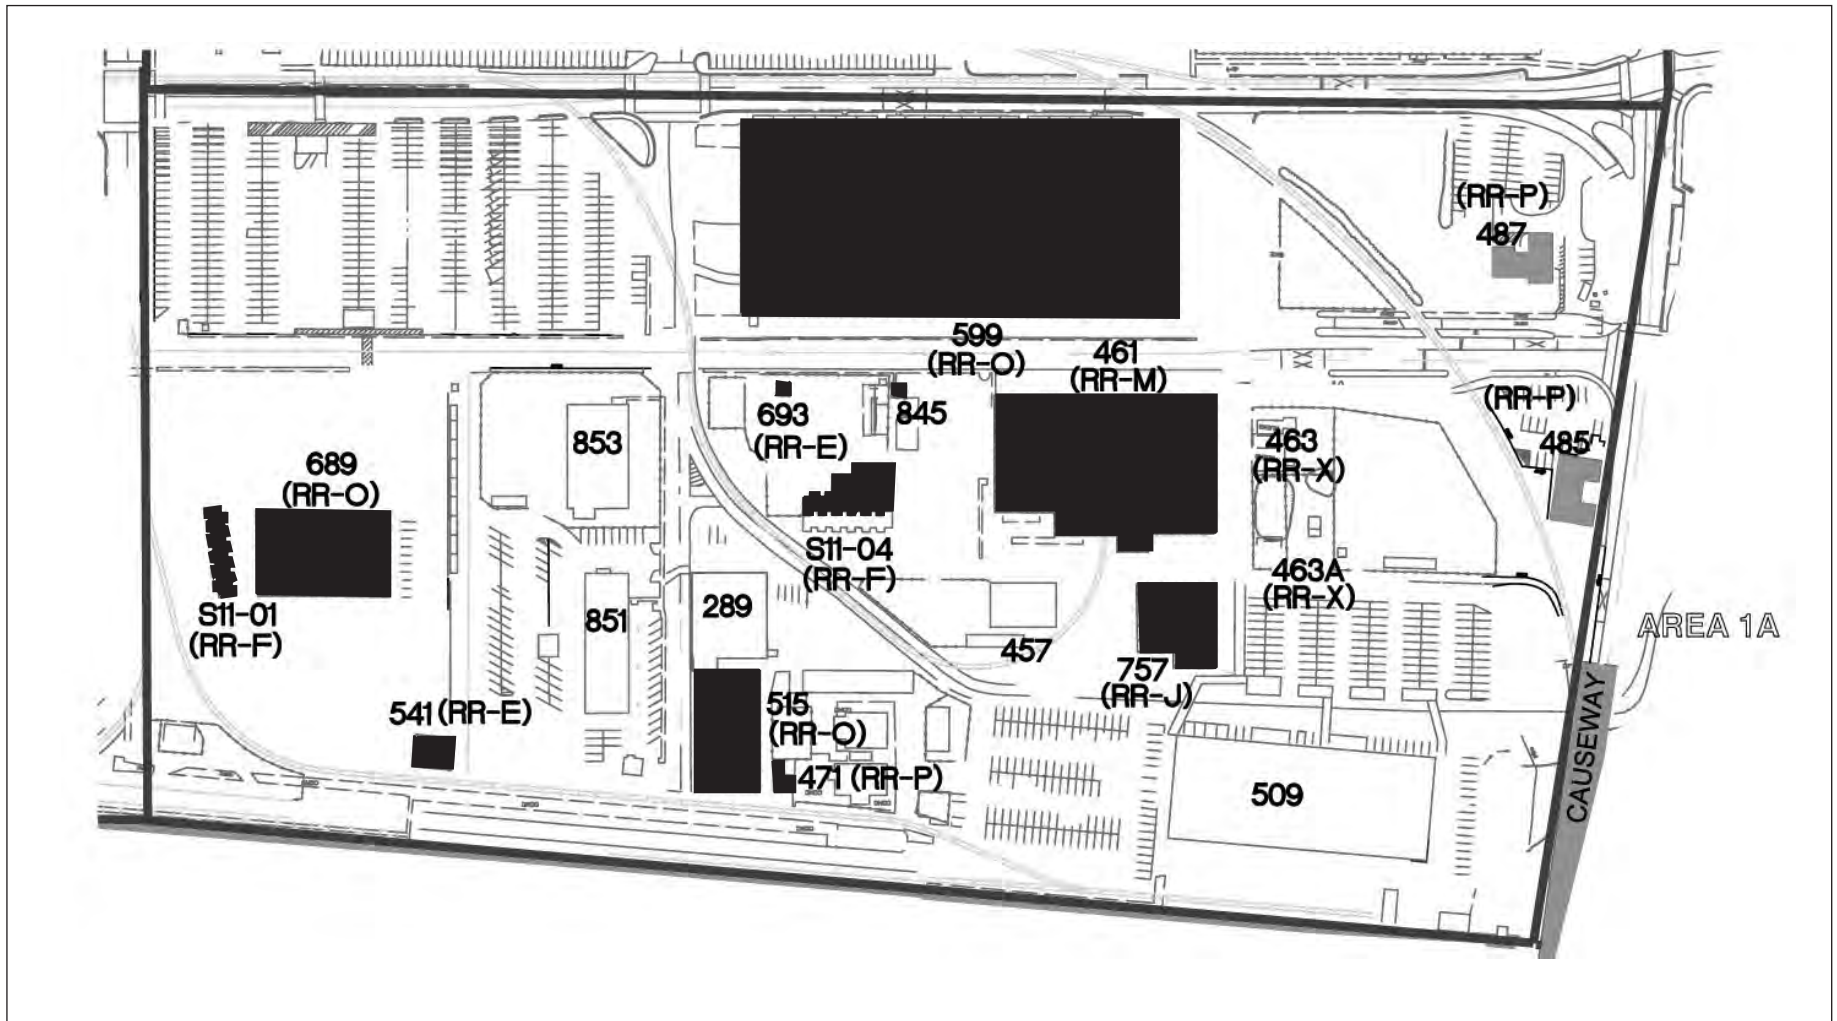 (RR-P)
487
599
(RR-O)
461
(RR-M)
693
(RR-E)
845
(RR-P)
485
853
463
(RR-X)
689
(RR-O)
S11-04
(RR-F)
463A
(RR-X)
S11-01
(RR-F)
851
289
457
AREA 1A
757
(RR-J)
541 (RR-E)
515
(RR-O)
471 (RR-P)
509
CAUSEWAY